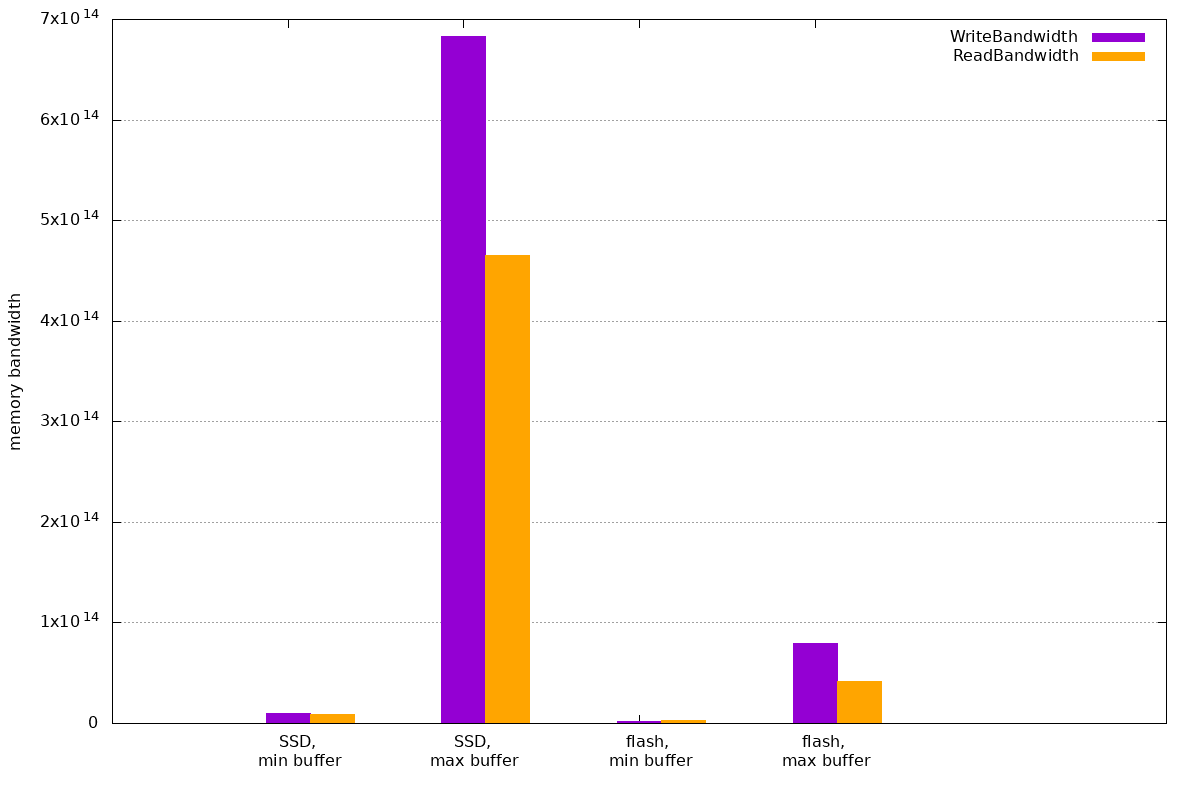 7x10^14
6x10^14
5x10^14
4x10^14
3x10^14
2x10^14
1x10^14
0
memory bandwidth
WriteBandwidth
ReadBandwidth
SSD,
min buffer
SSD,
max buffer
flash,
min buffer
flash,
max buffer